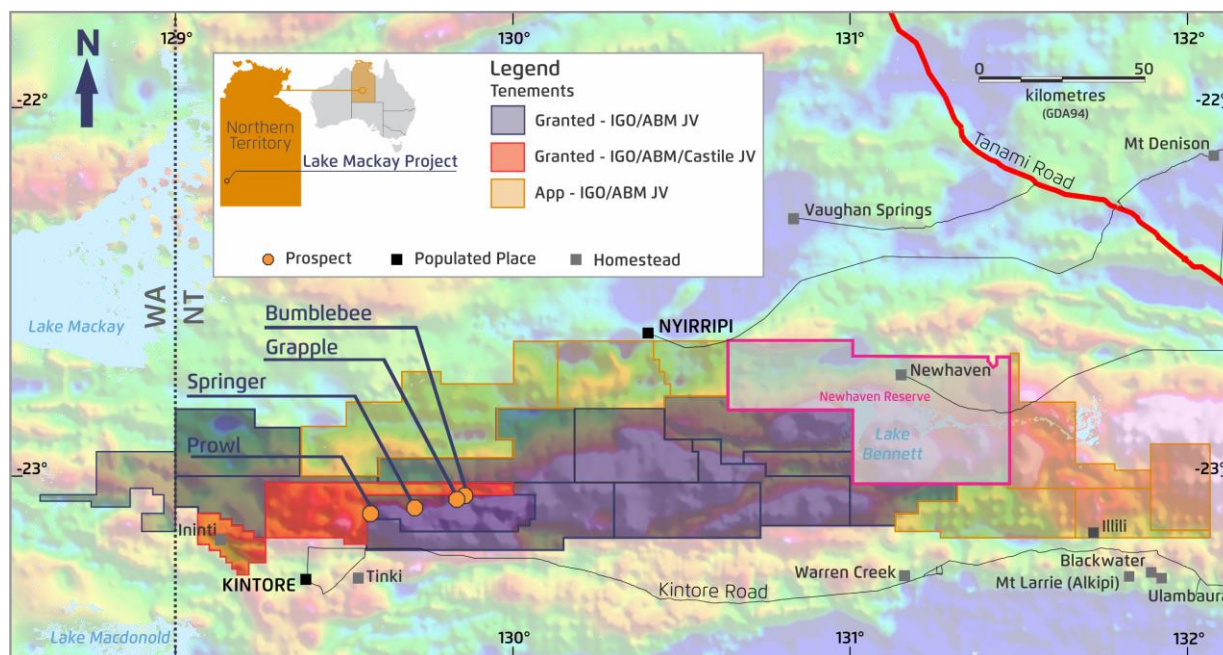 129°
130°
131°
132°
N
-22°
-22°
Northern
Territory
Lake Mackay Project
Legend
Tenements
Granted - IGO/ABM JV
Granted - IGO/ABM/Castile JV
App - IGO/ABM JV
Prospect
Populated Place
Homestead
0
50
kilometres
(GDA94)
Mt Denison
Tanami Road
Vaughan Springs
WA
NT
Lake Mackay
Bumblebee
Grapple
Springer
Prowl
NYIRRIPI
Newhaven
Newhaven Reserve
Lake
Bennett
-23°
-23°
Ininti
KINTORE
Tinki
Kintore Road
Warren Creek
Illili
Blackwater
Mt Larrie (Alkipi)
Ulambaura
Lake Macdonold
129°
130°
131°
132°